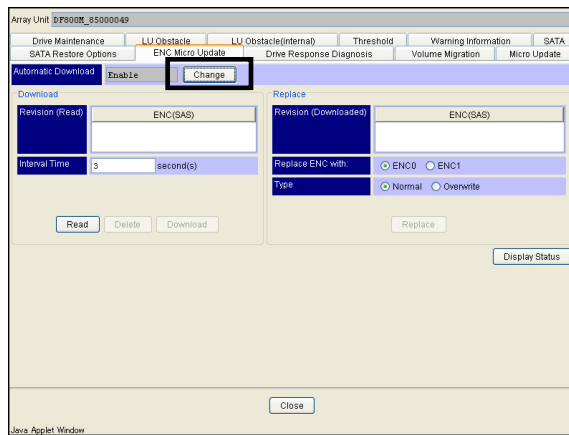 Array Unit DF800M_85000049
Drive Maintenance LU Obstacle LU Obstacle(internal) Threshold Warning Information SATA
SATA Restore Options ENC Micro Update Drive Response Diagnosis Volume Migration Micro Update
Automatic Download Enable Change
Download Replace
Revision (Read) ENC(SAS) Revision (Downloaded) ENC(SAS)
Interval Time 3 second(s) Replace ENC with: ENC0 ENC1
Type Normal Overwrite
Read Delete Download Replace
Display Status
Close
Java Applet Window